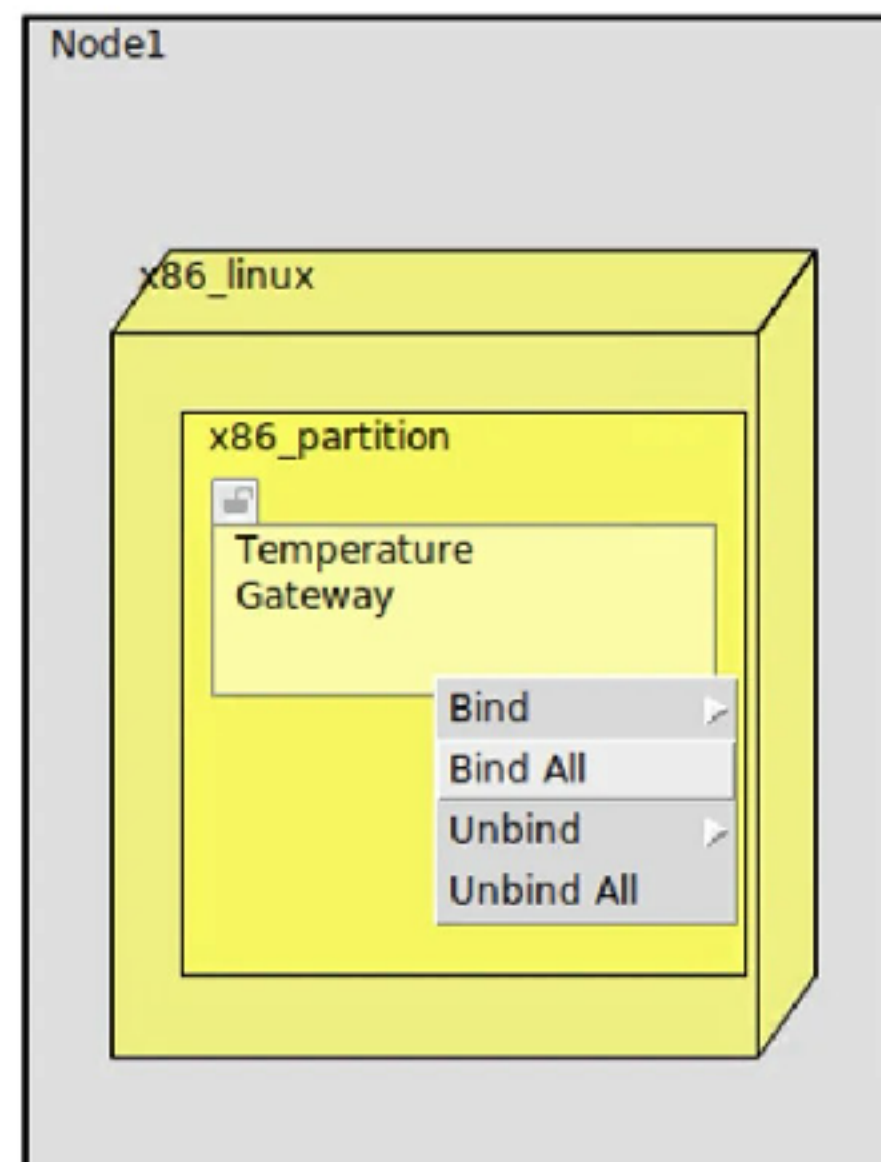 Node1
x86_linux
x86_partition
Temperature
Gateway
Bind
Bind All
Unbind
Unbind All